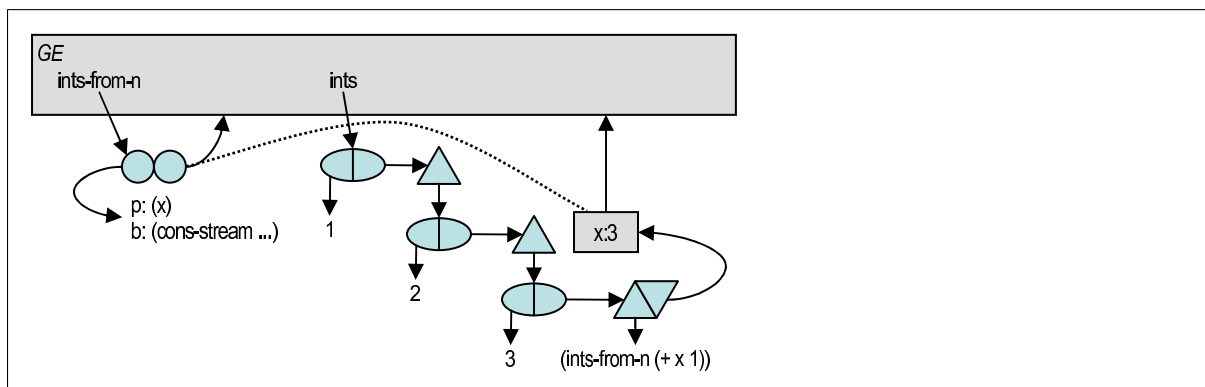 GE
ints-from-n
ints
p: (x)
b: (cons-stream ...)
1
x:3
2
3
(ints-from-n (+ x 1))